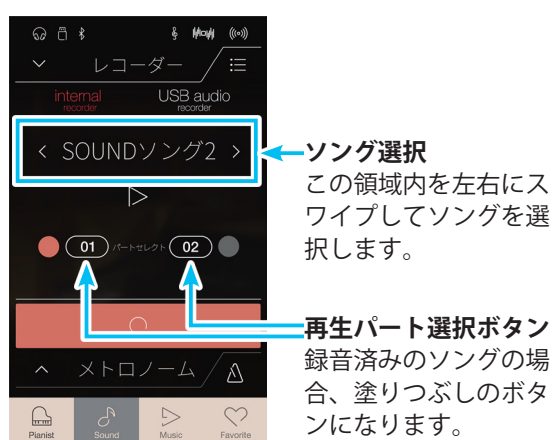 レコーダー
internal
recorder
USB audio
recorder
SOUNDソング2
01
パートセレクト
02
メトロノーム
Pianist
Sound
Music
Favorite
ソング選択
この領域内を左右にス
ワイプしてソングを選
択します。
再生パート選択ボタン
録音済みのソングの場
合、塗りつぶしのボタ
ンになります。